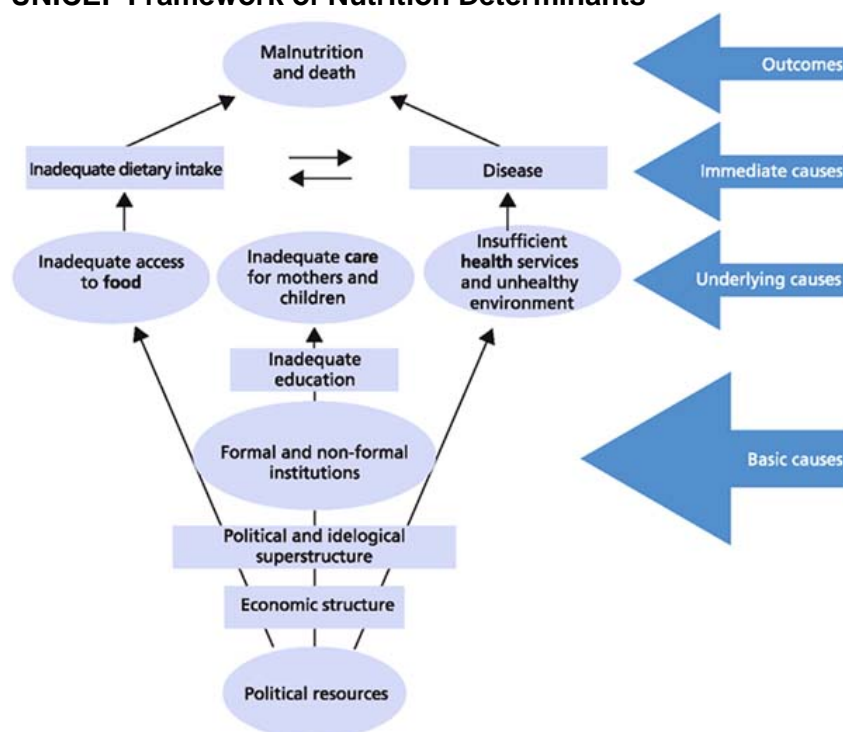 UNICEF Framework of Nutrition Determinants
Malnutrition
and death
Outcomes
Inadequate dietary intake
Disease
Immediate causes
Inadequate access
to food
Inadequate care
for mothers and
children
Insufficient
health services
and unhealthy
environment
Underlying causes
Inadequate
education
Formal and non-formal
institutions
Basic causes
Political and idelogical
superstructure
Economic structure
Political resources